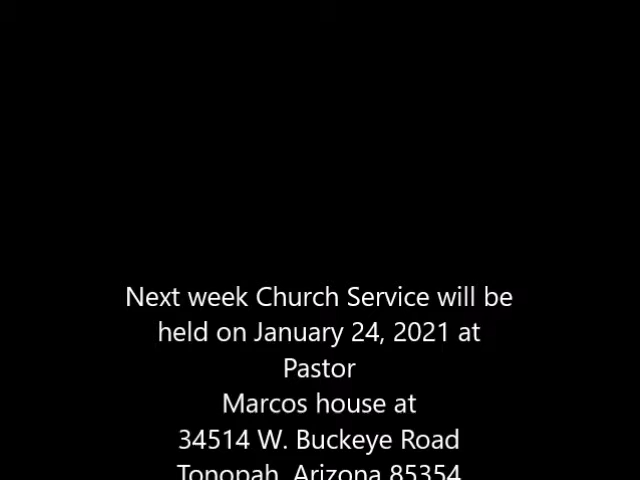 Next week Church Service will be
held on January 24, 2021 at
Pastor
Marcos house at
34514 W. Buckeye Road
Tonopah, Arizona 85354